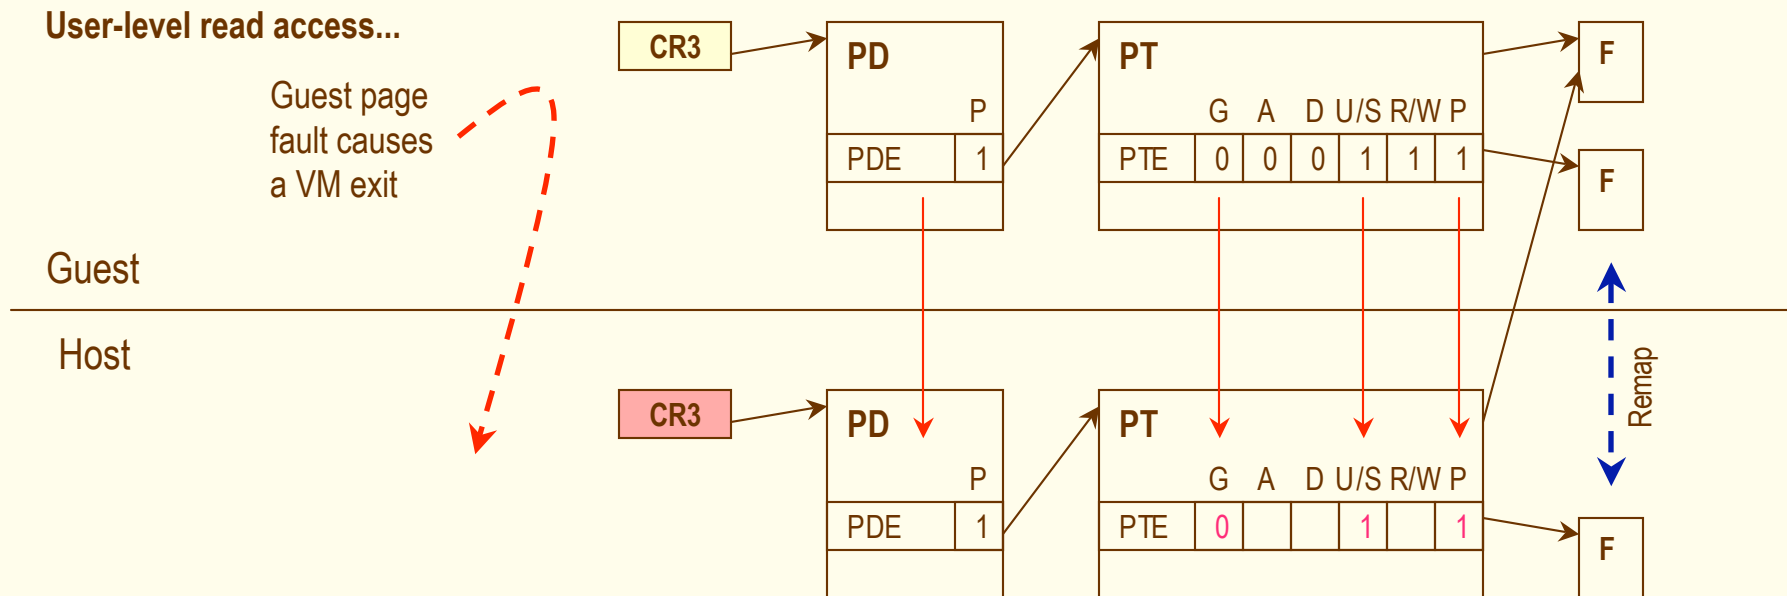 User-level read access...
CR3
PD
PT
F
Guest page
fault causes
a VM exit
P
G A D U/S R/W P
PDE 1
PTE 0 0 0 1 1 1
F
Guest
Host
Remap
CR3
PD
PT
P
G A D U/S R/W P
PDE 1
PTE 0 1 1
F